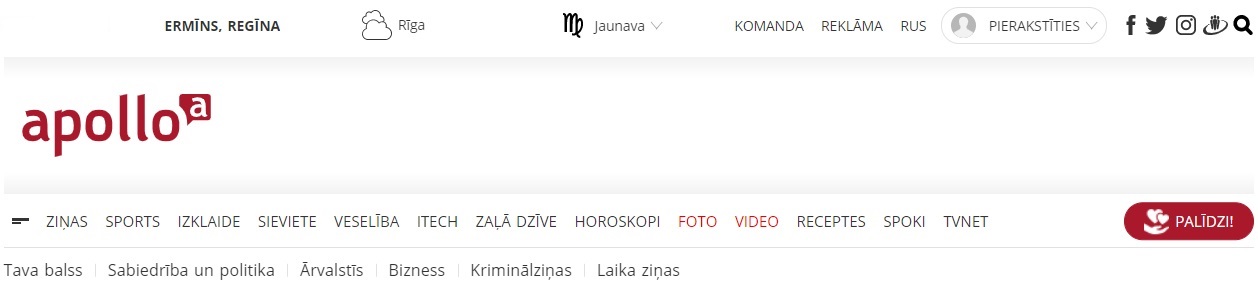 ERMĪNS, REGĪNA Rīga Jaunava KOMANDA REKLĀMA RUS PIERAKSTĪTIES
apollo a
ZIŅAS SPORTS IZKLAIDE SIEVIETE VESELĪBA ITECH ZAĻĀ DZĪVE HOROSKOPI FOTO VIDEO RECEPTES SPOKI TVNET PALĪDZI!
Tava balss Sabiedrība un politika Ārvalstīs Bizness Kriminālziņas Laika ziņas